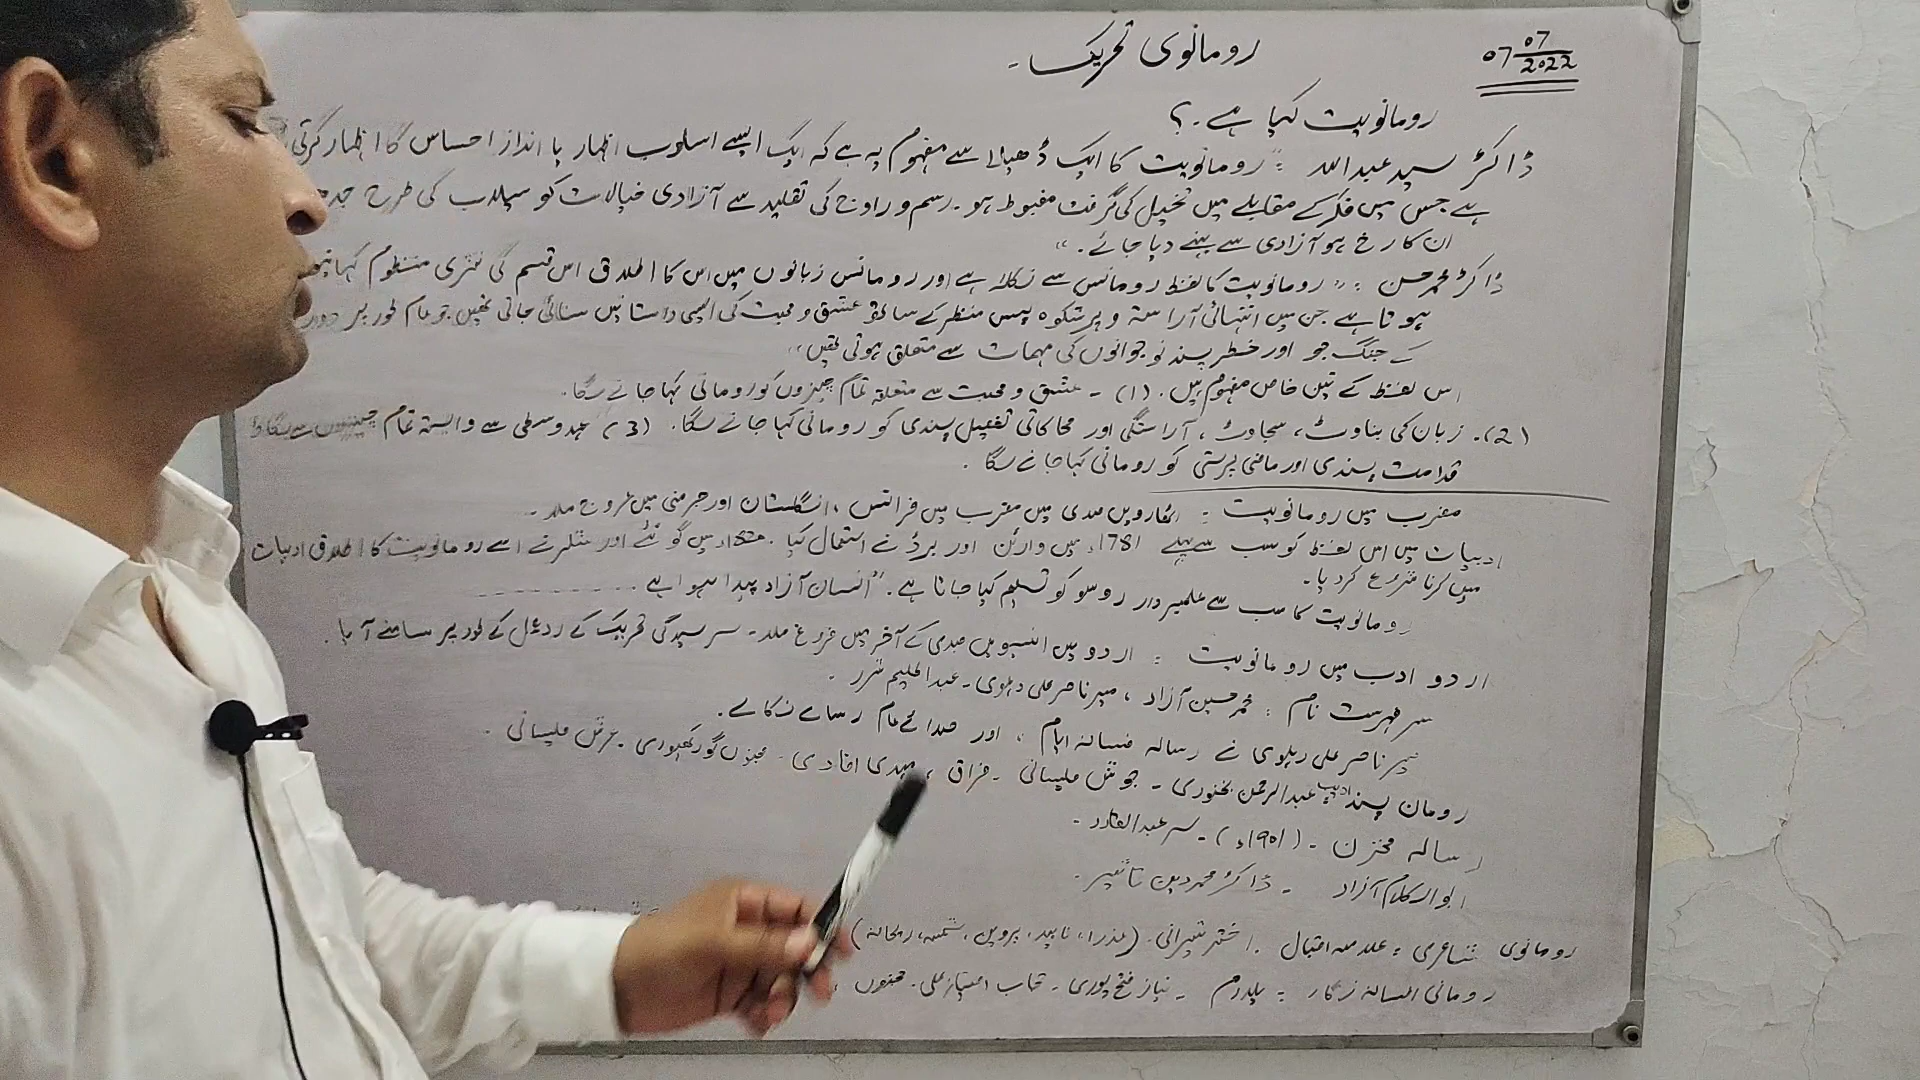 رومانوی تحریک ۔
07 07/2022
رومانویت کیا ہے ۔؟
ڈاکٹر سید عبداللہ : "رومانویت کا ایک ڈھیلا سے مفہوم یہ ہے کہ ایک ایسے اسلوب اظہار یا انداز احساس کا اظہار کرتی
ہے جس میں فکر کے مقابلے میں تخیل کی گرفت مضبوط ہو ۔ رسم و رواج کی تقلید سے آزادی خیالات کو سیلاب کی طرح جدھر
ان کا رخ ہو آزادی سے بہنے دیا جائے ۔"
ڈاکٹر محمد حسن : "رومانویت کا لفظ رومانس سے نکلا ہے اور رومانس زبانوں میں اس کا اطلاق اس قسم کی نثری منظوم کہانیوں
ہوتا ہے جن میں انتہائی آراستہ و پرشکوہ پس منظر کے ساتھ عشق و محبت کی ایسی داستانیں سنائی جاتی تھیں جو عام طور پر دور
کے جنگ جو اور خطر پسند نوجوانوں کی مہمات سے متعلق ہوتی تھیں"
اس لفظ کے تین خاص مفہوم ہیں ۔ (1) ۔ عشق و محبت سے متعلقہ تمام چیزوں کو رومانی کہا جانے لگا ۔
(2) ۔ زبان کی بناوٹ ، سجاوٹ ، آراستگی اور محاکاتی تفصیل پسندی کو رومانی کہا جانے لگا ۔ (3) عہد وسطی سے وابستہ تمام چیزوں سے لگاؤ
قدامت پسندی اور ماضی پرستی کو رومانی کہا جانے لگا ۔
مغرب میں رومانویت : اٹھارویں صدی میں مغرب میں فرانس ، انگلستان اور جرمنی میں عروج ملا ۔
ادبیات میں اس لفظ کو سب سے پہلے 1781ء میں وارٹن اور ہرڈ نے استعمال کیا ۔ میں گوئٹے اور شلر نے اسے رومانویت کا اطلاق ادبیات
میں کرنا شروع کر دیا ۔
رومانویت کا سب سے علمبردار روسو کو تسلیم کیا جاتا ہے ۔ "انسان آزاد پیدا ہوا ہے ۔۔۔۔۔۔۔۔۔۔
اردو ادب میں رومانویت : اردو میں انیسویں صدی کے آخر میں فروغ ملا ۔ سرسید کی تحریک کے ردعمل کے طور پر سامنے آیا ۔
سرفہرست نام : محمد حسین آزاد ، میر ناصر علی دہلوی ۔ عبدالحلیم شرر ۔
میر ناصر علی دہلوی نے رسالہ فسانہ ایام ، اور صدائے عام رسالے نکالے ۔
رومان پسند ادیب عبدالرحمن بجنوری ۔ جوش ملیسانی ۔ فراق ، مہدی افادی ۔ مجنوں گورکھپوری ۔ عرش ملیسانی ۔
رسالہ مخزن ۔ (1901ء) ۔ سر عبدالقادر ۔
ابوالکلام آزاد ۔ ڈاکٹر محمد دین تاثیر ۔
رومانوی شاعری : علامہ اقبال ۔ اختر شیرانی ۔ (عذرا ، ناہید ، پروین ، شمسہ ، ریحانہ)
رومانی افسانہ نگار : یلدرم ۔ نیاز فتح پوری ۔ حجاب امتیاز علی ۔ مجنوں ،